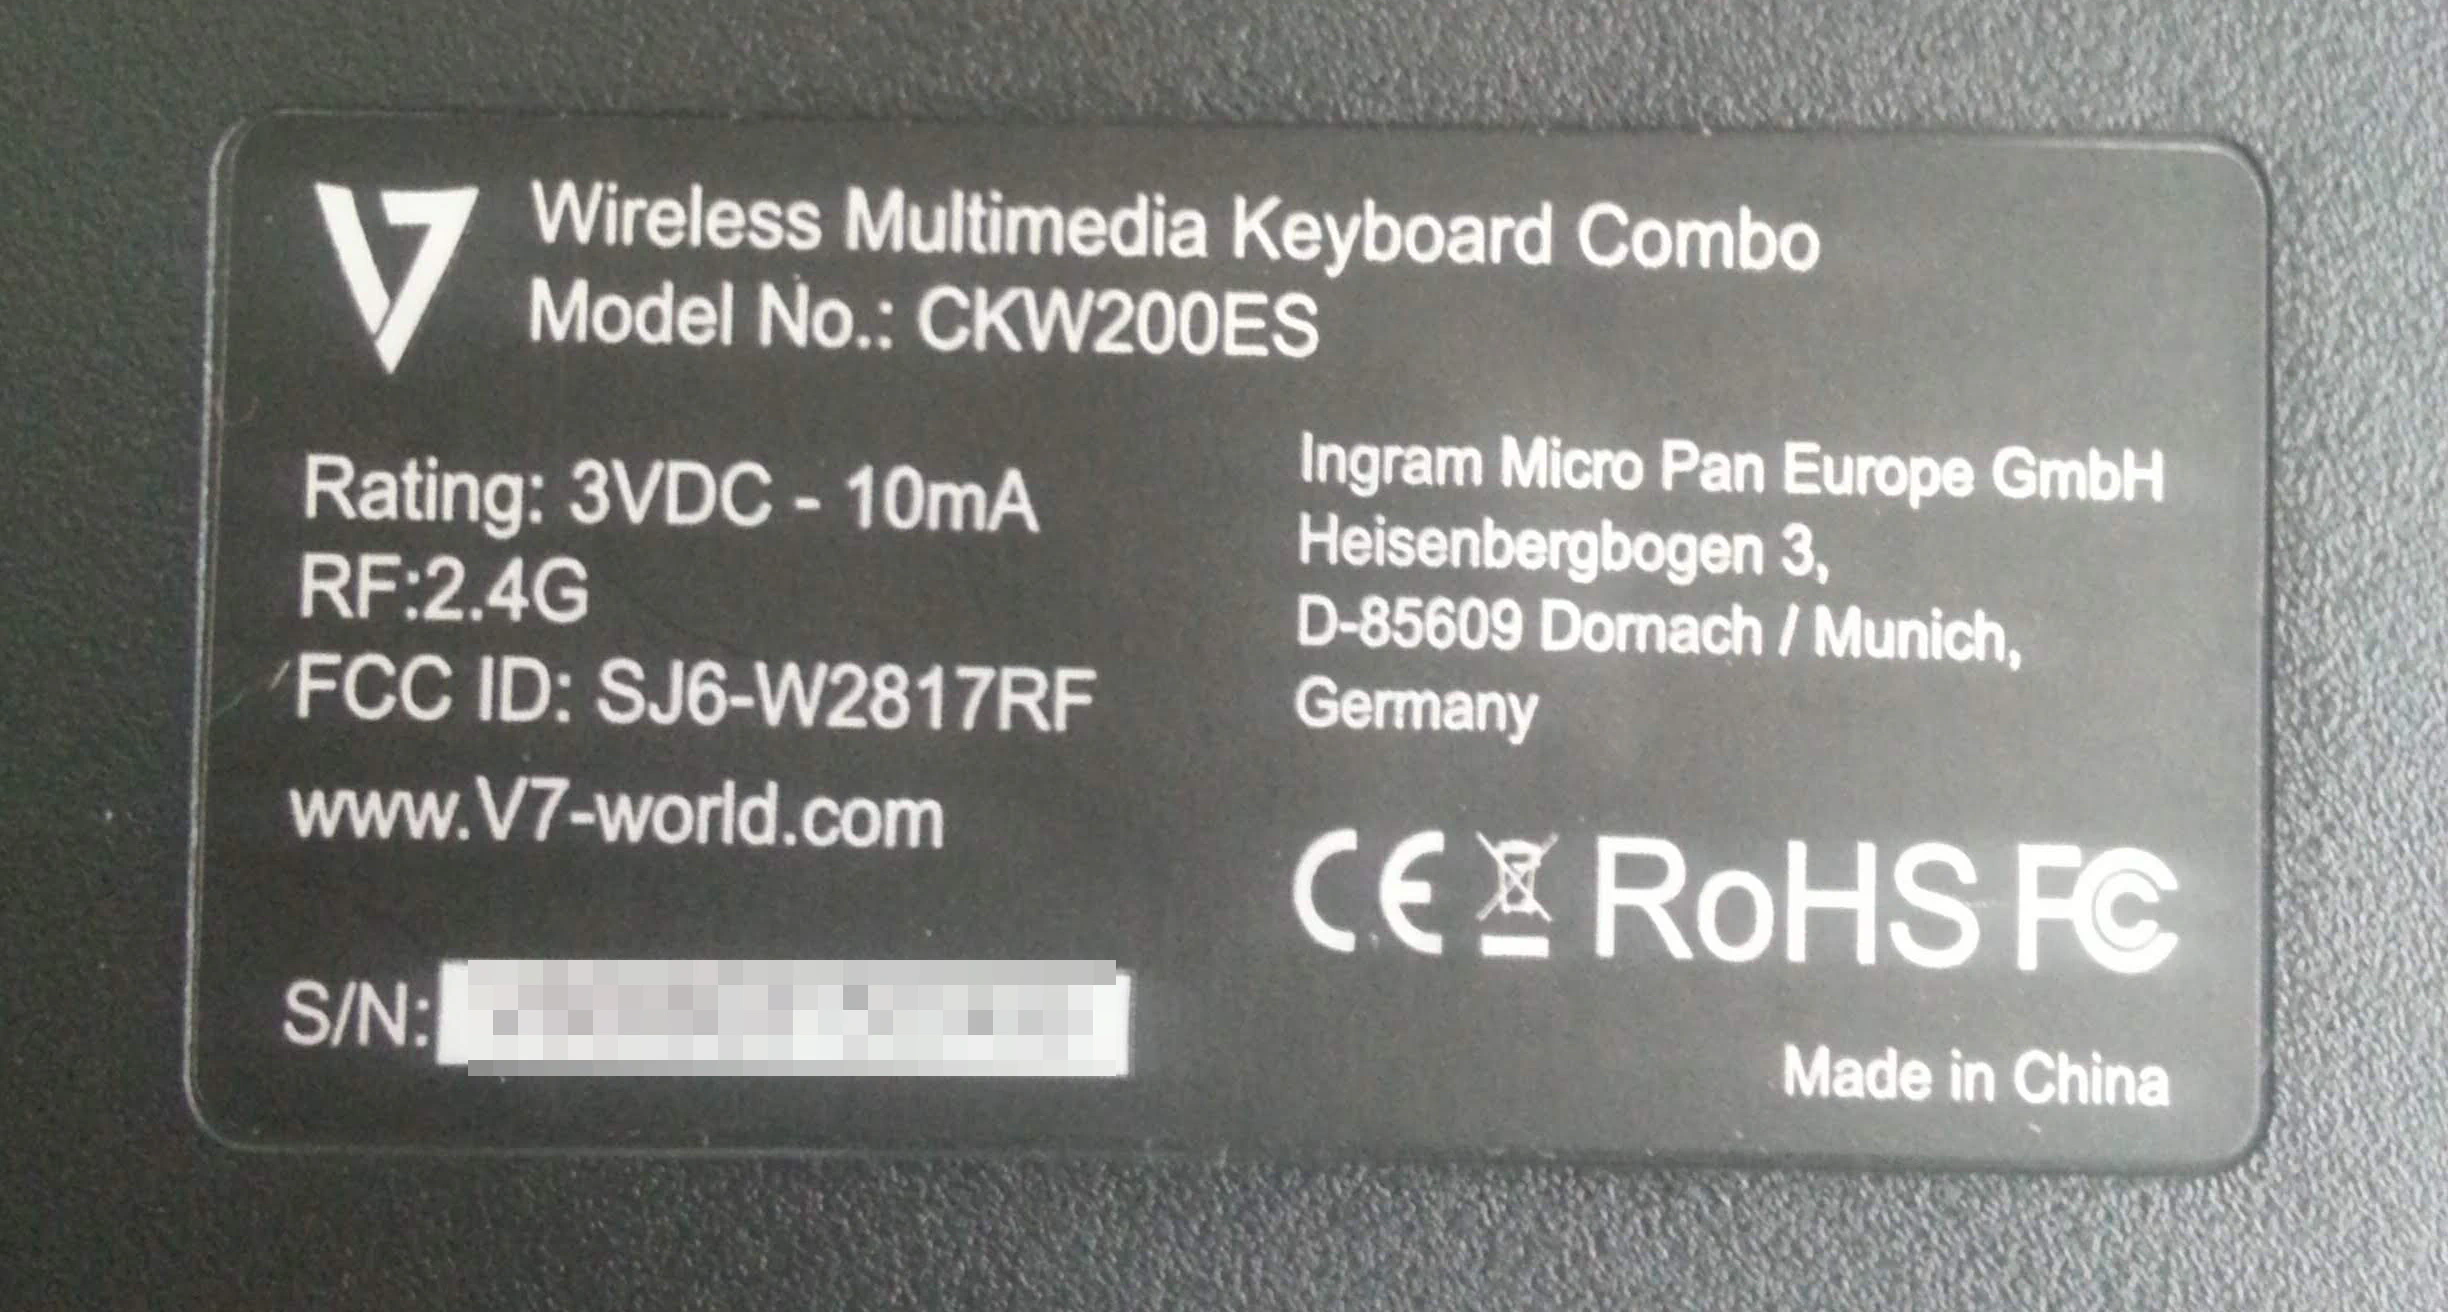 V7 Wireless Multimedia Keyboard Combo
Model No.: CKW200ES
Rating: 3VDC - 10mA
RF:2.4G
FCC ID: SJ6-W2817RF
www.V7-world.com
S/N:
Ingram Micro Pan Europe GmbH
Heisenbergbogen 3,
D-85609 Dornach / Munich,
Germany
CE RoHS FC
Made in China